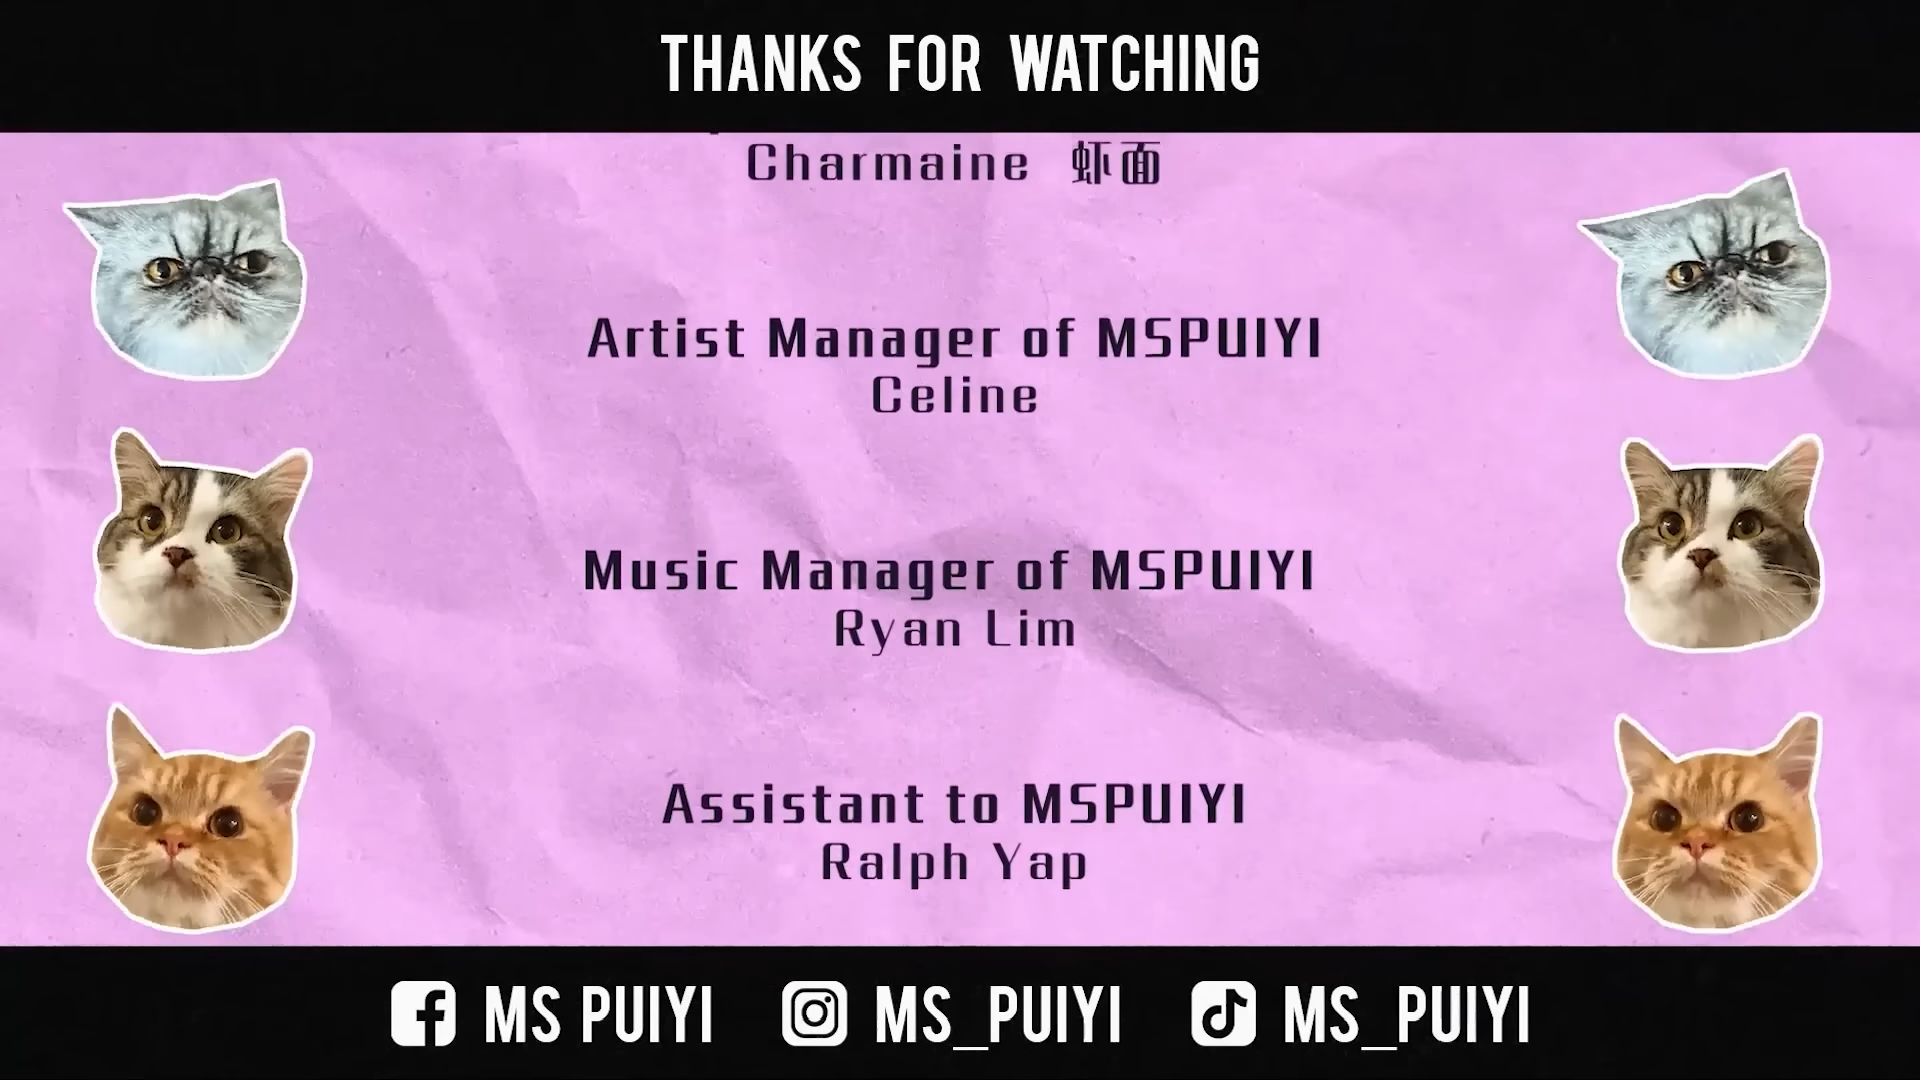 THANKS FOR WATCHING
Charmaine 虾面
Artist Manager of MSPUIYI
Celine
Music Manager of MSPUIYI
Ryan Lim
Assistant to MSPUIYI
Ralph Yap
MS PUIYI MS_PUIYI MS_PUIYI